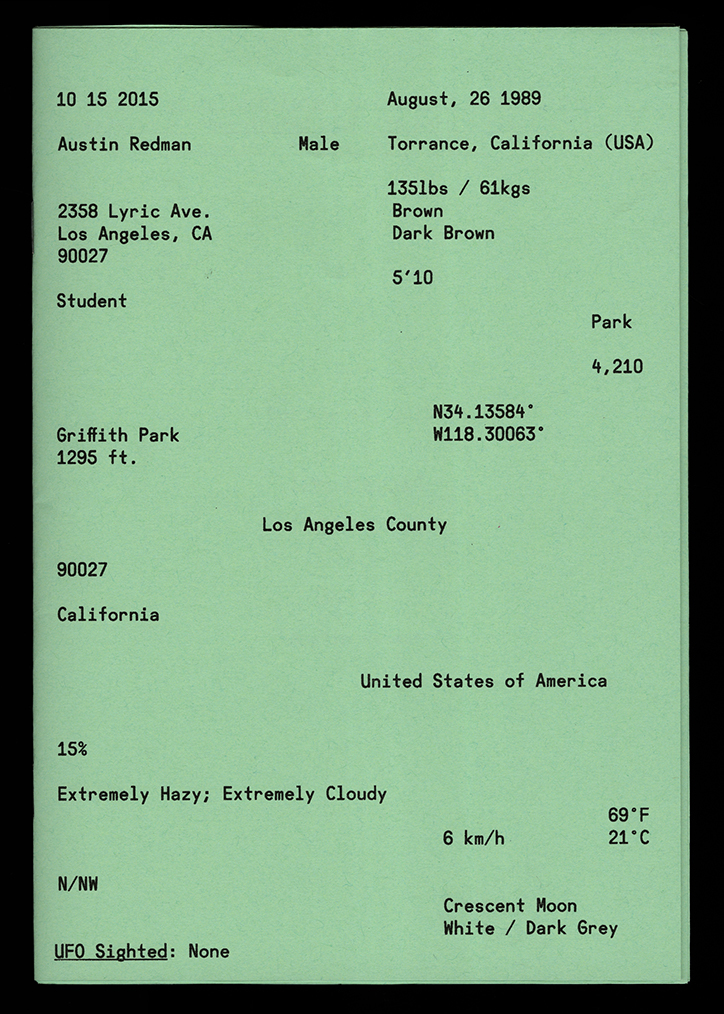 10 15 2015 August, 26 1989
Austin Redman Male Torrance, California (USA)
135lbs / 61kgs
2358 Lyric Ave. Brown
Los Angeles, CA Dark Brown
90027
5'10
Student
Park
4,210
N34.13584°
Griffith Park W118.30063°
1295 ft.
Los Angeles County
90027
California
United States of America
15%
Extremely Hazy; Extremely Cloudy
69°F
6 km/h 21°C
N/NW
Crescent Moon
White / Dark Grey
UFO Sighted: None